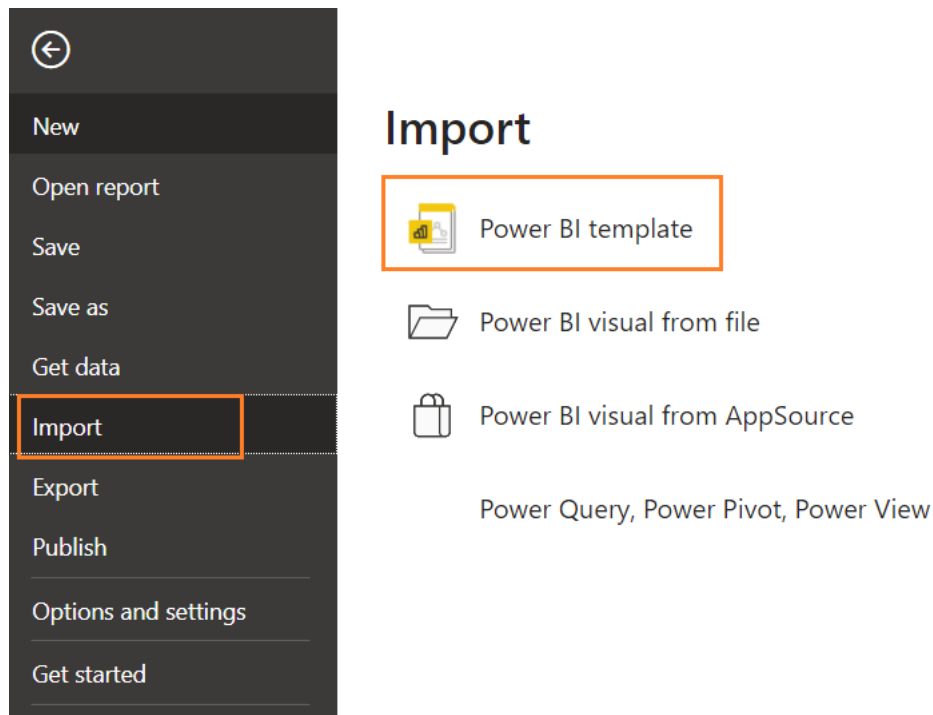 New
Open report
Save
Save as
Get data
Import
Export
Publish
Options and settings
Get started
Import
Power BI template
Power BI visual from file
Power BI visual from AppSource
Power Query, Power Pivot, Power View